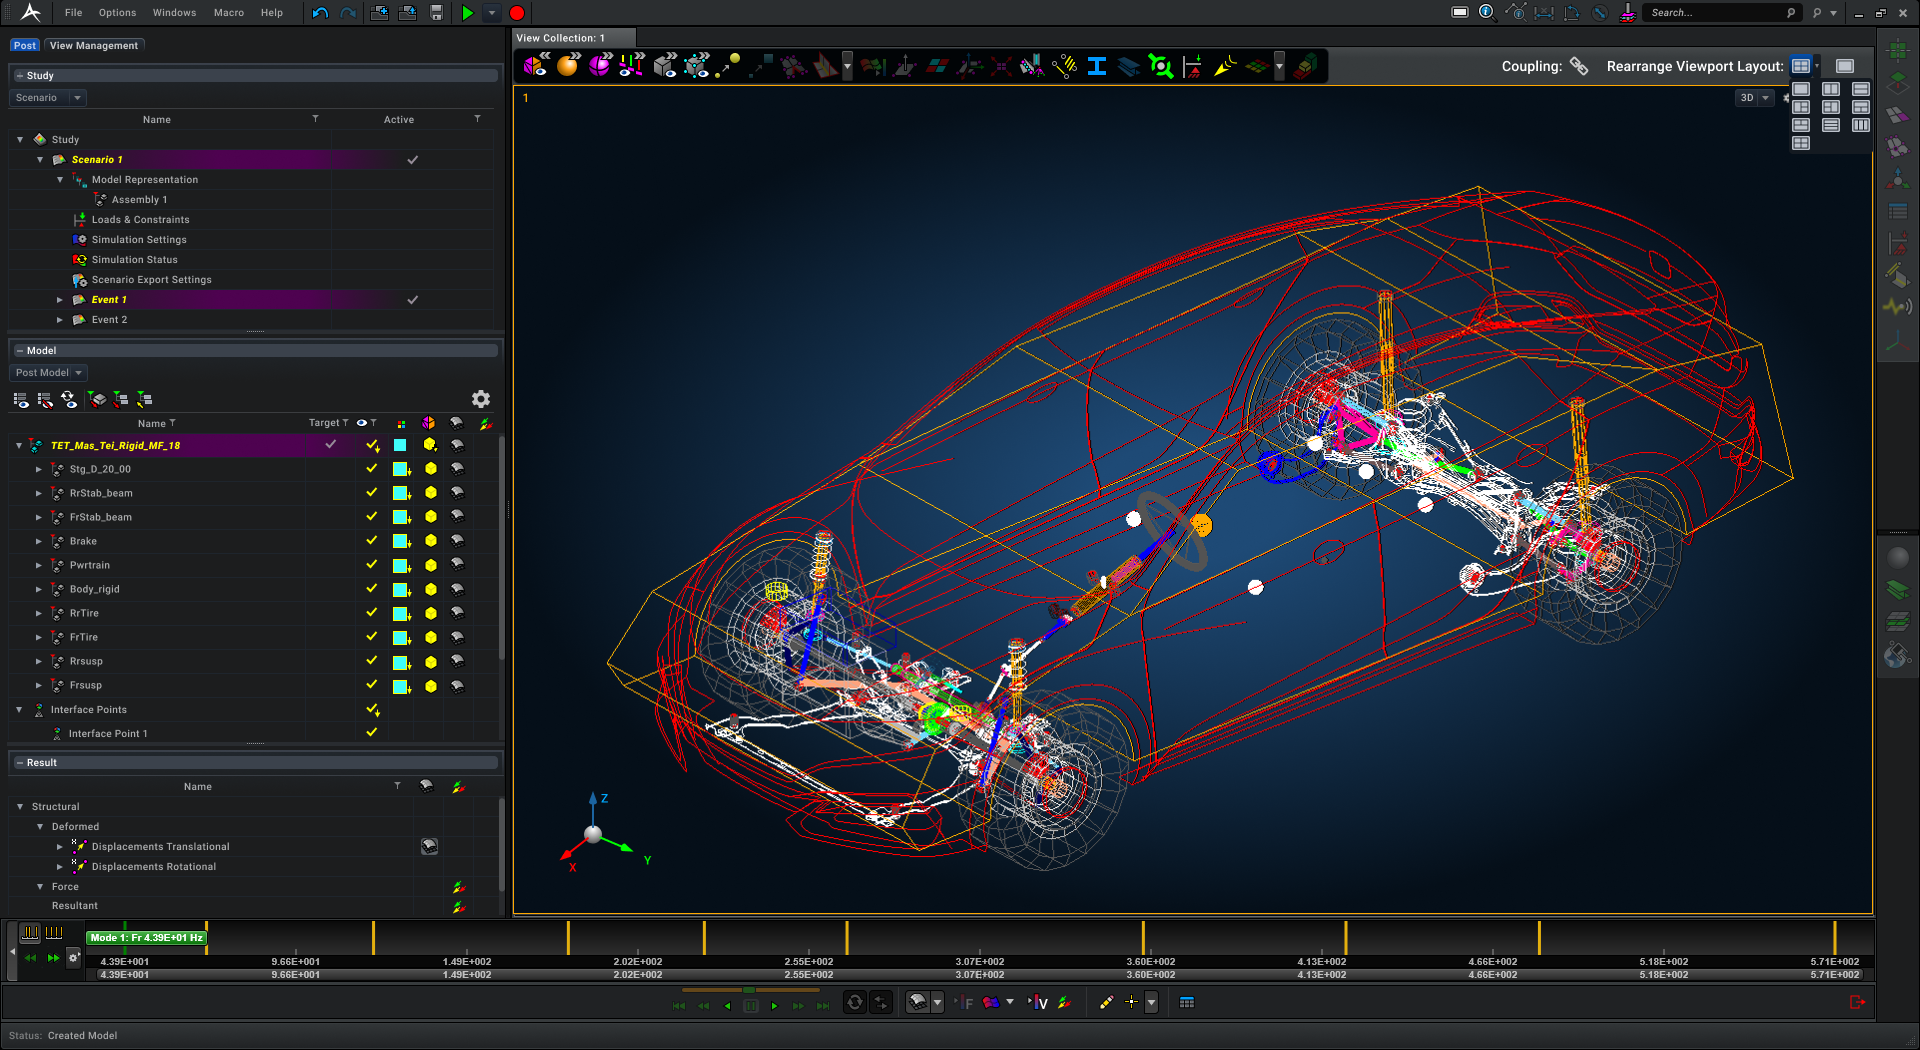 File Options Windows Macro Help
Search...
Post View Management
View Collection: 1
Study
Scenario
Coupling: Rearrange Viewport Layout:
Name Active
1
3D
Study
Scenario 1
Model Representation
Assembly 1
Loads & Constraints
Simulation Settings
Simulation Status
Scenario Export Settings
Event 1
Event 2
Model
Post Model
Name Target
TET_Mas_Tei_Rigid_MF_18
Stg_D_20_00
RrStab_beam
FrStab_beam
Brake
Pwrtrain
Body_rigid
RrTire
FrTire
Rrsusp
Frsusp
Interface Points
Interface Point 1
Result
Name
Structural
Deformed
Displacements Translational
Displacements Rotational
Force
Resultant
Z
Y
X
Mode 1: Fr 4.39E+01 Hz
4.39E+001 9.66E+001 1.49E+002 2.02E+002 2.55E+002 3.07E+002 3.60E+002 4.13E+002 4.66E+002 5.18E+002 5.71E+002
4.39E+001 9.66E+001 1.49E+002 2.02E+002 2.55E+002 3.07E+002 3.60E+002 4.13E+002 4.66E+002 5.18E+002 5.71E+002
F V
Status: Created Model